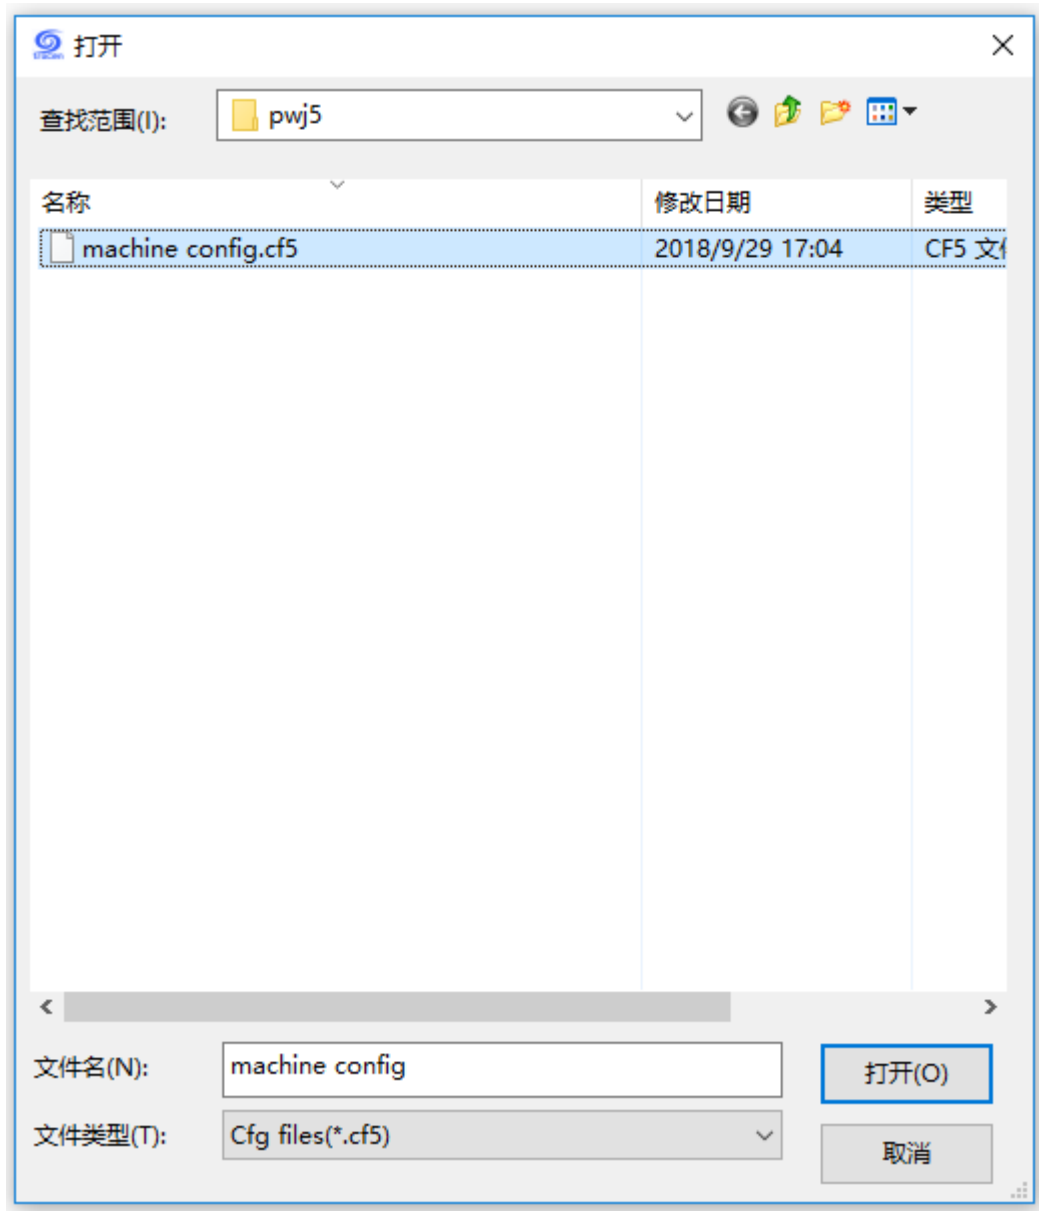 打开
查找范围(I): pwj5
名称 修改日期 类型
machine config.cf5 2018/9/29 17:04 CF5 文
文件名(N): machine config 打开(O)
文件类型(T): Cfg files(*.cf5) 取消